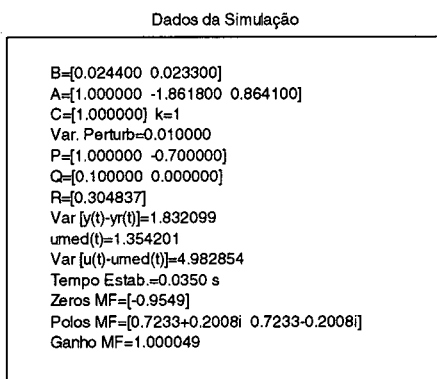 Dados da Simulação
B=[0.024400 0.023300]
A=[1.000000 -1.861800 0.864100]
C=[1.000000] k=1
Var. Perturb=0.010000
P=[1.000000 -0.700000]
Q=[0.100000 0.000000]
R=[0.304837]
Var [y(t)-yr(t)]=1.832099
umed(t)=1.354201
Var [u(t)-umed(t)]=4.982854
Tempo Estab.=0.0350 s
Zeros MF=[-0.9549]
Polos MF=[0.7233+0.2008i 0.7233-0.2008i]
Ganho MF=1.000049